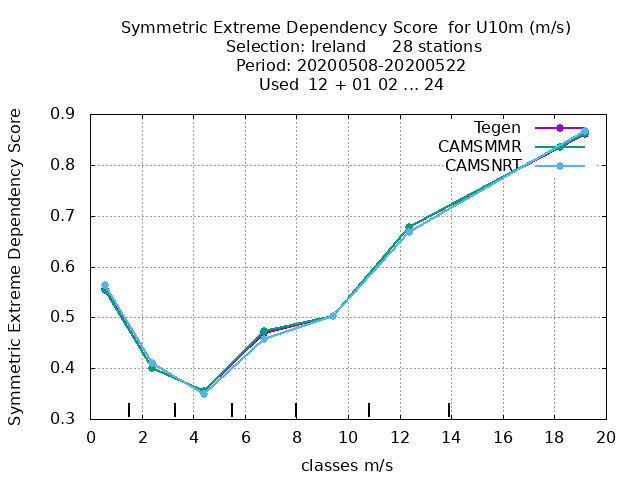 Symmetric Extreme Dependency Score  for U10m (m/s)
Selection: Ireland     28 stations
Period: 20200508-20200522
Used  12 + 01 02 ... 24
Symmetric Extreme Dependency Score
0.9
0.8
0.7
0.6
0.5
0.4
0.3
Tegen
CAMSMMR
CAMSNRT
0 2 4 6 8 10 12 14 16 18 20
classes m/s